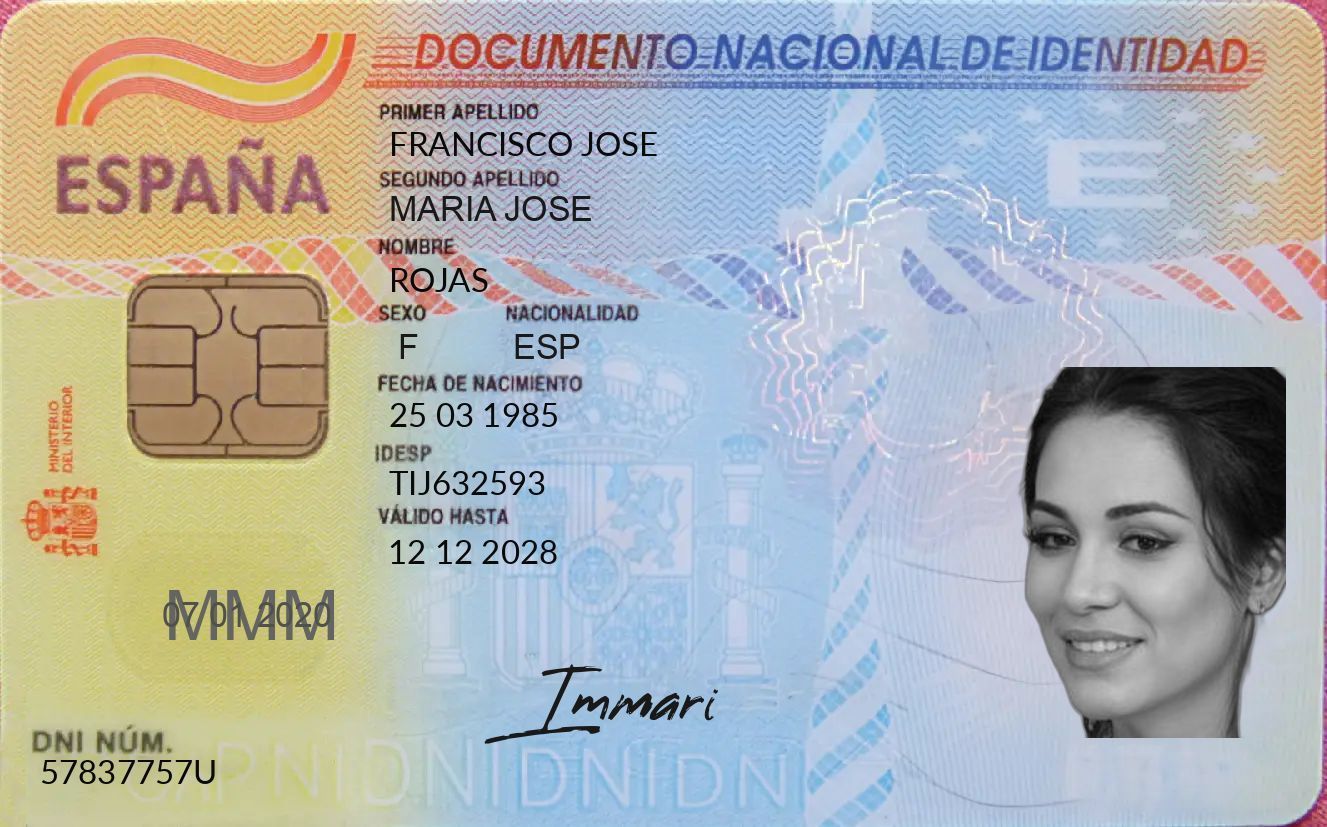 DOCUMENTO NACIONAL DE IDENTIDAD
ESPAÑA
PRIMER APELLIDO
FRANCISCO JOSE
SEGUNDO APELLIDO
MARIA JOSE
NOMBRE
ROJAS
SEXO NACIONALIDAD
F ESP
FECHA DE NACIMIENTO
25 03 1985
IDESP
TIJ632593
VÁLIDO HASTA
12 12 2028
MINISTERIO
DEL INTERIOR
E
MMM
07 01 2020
Immari
DNI NÚM.
57837757U